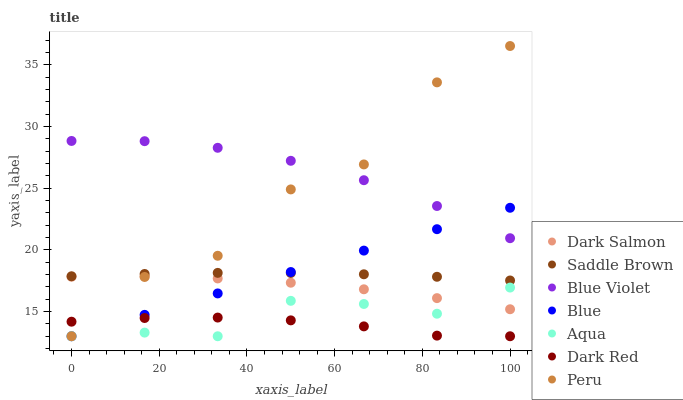 title
35
30
25
20
15
0
20
40
60
80
100
yaxis_label
xaxis_label
Dark Salmon
Saddle Brown
Blue Violet
Blue
Aqua
Dark Red
Peru